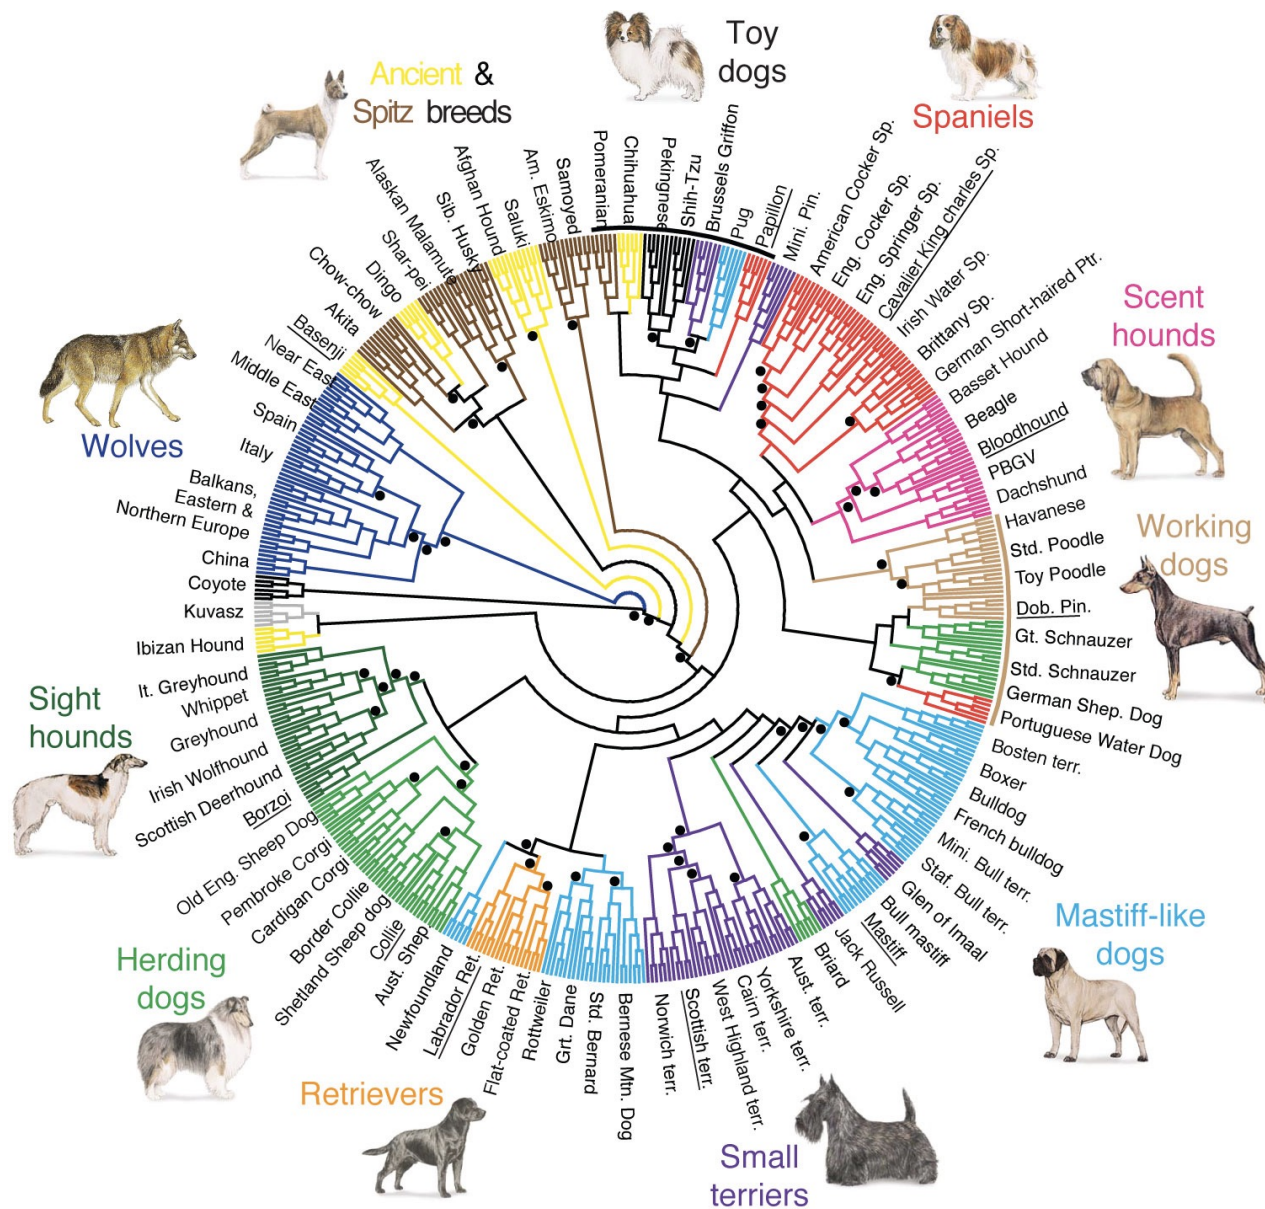 Toy
dogs
Ancient &
Spitz breeds
Spaniels
Scent
hounds
Working
dogs
Mastiff-like
dogs
Small
terriers
Retrievers
Herding
dogs
Sight
hounds
Wolves
Near East
Middle East
Spain
Italy
Balkans,
Eastern &
Northern Europe
China
Coyote
Kuvasz
Ibizan Hound
It. Greyhound
Whippet
Greyhound
Irish Wolfhound
Scottish Deerhound
Borzoi
Old Eng. Sheep Dog
Pembroke Corgi
Cardigan Corgi
Border Collie
Shetland Sheep dog
Collie
Aust. Shep.
Newfoundland
Labrador Ret.
Golden Ret.
Flat-coated Ret.
Rottweiler
Grt. Dane
Std. Bernard
Bernese Mtn. Dog
Norwich terr.
Scottish terr.
West Highland terr.
Cairn terr.
Yorkshire terr.
Aust. terr.
Briard
Jack Russell
Mastiff
Bull mastiff
Glen of Imaal
Staf. Bull terr.
Mini. Bull terr.
French bulldog
Bulldog
Boxer
Bosten terr.
Portuguese Water Dog
German Shep. Dog
Std. Schnauzer
Gt. Schnauzer
Dob. Pin.
Toy Poodle
Std. Poodle
Havanese
Dachshund
PBGV
Bloodhound
Beagle
Basset Hound
German Short-haired Ptr.
Brittany Sp.
Irish Water Sp.
Cavalier King charles Sp.
Eng. Springer Sp.
Eng. Cocker Sp.
American Cocker Sp.
Mini. Pin.
Papillon
Pug
Brussels Griffon
Shih-Tzu
Pekingnese
Chihuahua
Pomeranian
Samoyed
Am. Eskimo
Saluki
Afghan Hound
Sib. Husky
Alaskan Malamute
Shar-pei
Dingo
Chow-chow
Akita
Basenji